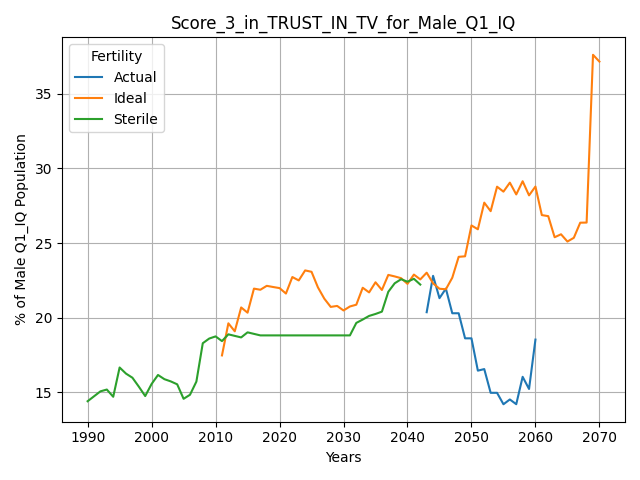 Score_3_in_TRUST_IN_TV_for_Male_Q1_IQ
% of Male Q1_IQ Population
Fertility
Actual
Ideal
Sterile
35
30
25
20
15
1990 2000 2010 2020 2030 2040 2050 2060 2070
Years